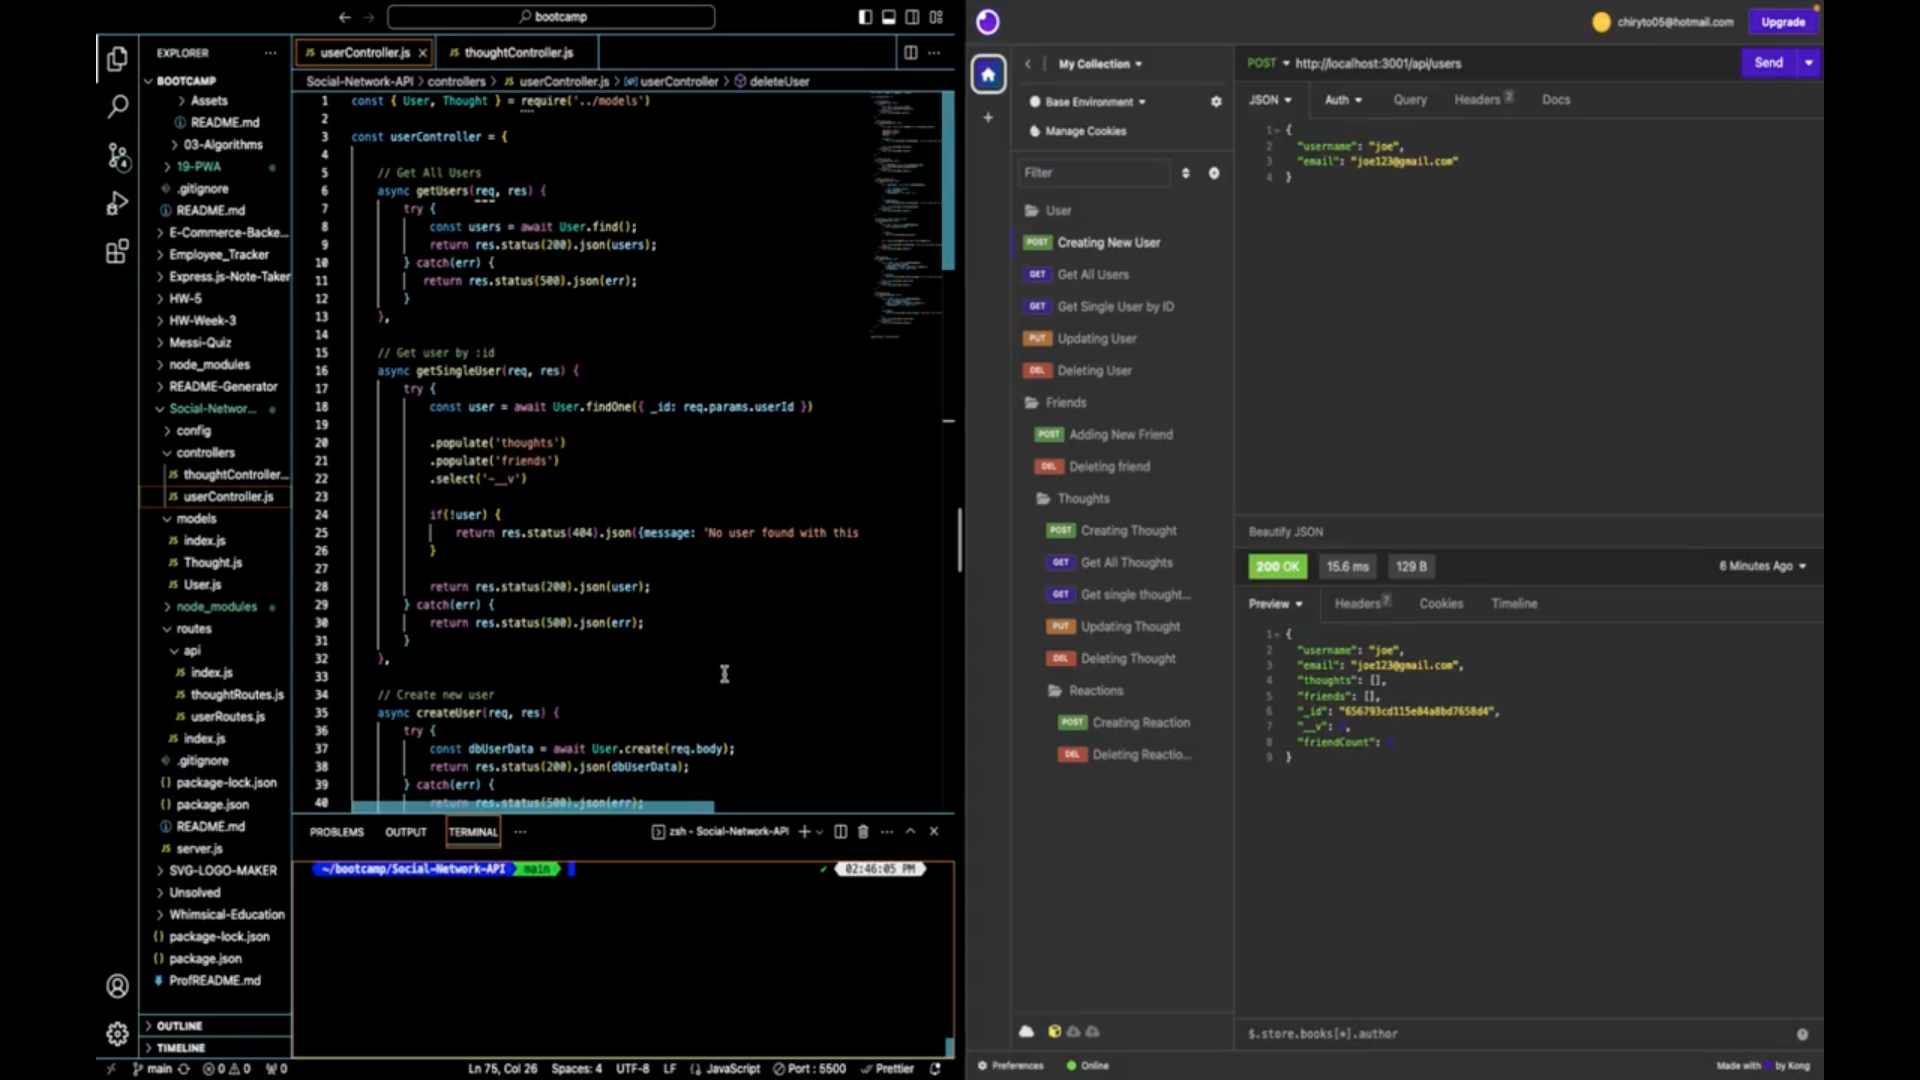 bootcamp
EXPLORER
BOOTCAMP
Assets
README.md
03-Algorithms
19-PWA
.gitignore
README.md
E-Commerce-Backe...
Employee_Tracker
Express.js-Note-Taker
HW-5
HW-Week-3
Messi-Quiz
node_modules
README-Generator
Social-Networ...
config
controllers
JS thoughtController...
JS userController.js
models
JS index.js
JS Thought.js
JS User.js
node_modules
routes
api
JS index.js
JS thoughtRoutes.js
JS userRoutes.js
JS index.js
.gitignore
{} package-lock.json
{} package.json
README.md
JS server.js
SVG-LOGO-MAKER
Unsolved
Whimsical-Education
{} package-lock.json
{} package.json
ProfREADME.md
OUTLINE
TIMELINE
JS userController.js
JS thoughtController.js
Social-Network-API > controllers > JS userController.js > userController > deleteUser
1 const { User, Thought } = require('../models')
2
3 const userController = {
4
5 // Get All Users
6 async getUsers(req, res) {
7 try {
8 const users = await User.find();
9 return res.status(200).json(users);
10 } catch(err) {
11 return res.status(500).json(err);
12 }
13 },
14
15 // Get user by :id
16 async getSingleUser(req, res) {
17 try {
18 const user = await User.findOne({ _id: req.params.userId })
19
20 .populate('thoughts')
21 .populate('friends')
22 .select('-__v')
23
24 if(!user) {
25 return res.status(404).json({message: 'No user found with this
26 }
27
28 return res.status(200).json(user);
29 } catch(err) {
30 return res.status(500).json(err);
31 }
32 },
33
34 // Create new user
35 async createUser(req, res) {
36 try {
37 const dbUserData = await User.create(req.body);
38 return res.status(200).json(dbUserData);
39 } catch(err) {
40 return res.status(500).json(err);
PROBLEMS OUTPUT TERMINAL ... zsh - Social-Network-API
~/bootcamp/Social-Network-API main
02:46:05 PM
main 0 0 0 Ln 75, Col 26 Spaces: 4 UTF-8 LF {} JavaScript Port : 5500 Prettier
chiryto05@hotmail.com Upgrade
My Collection
Base Environment
Manage Cookies
Filter
User
POST Creating New User
GET Get All Users
GET Get Single User by ID
PUT Updating User
DEL Deleting User
Friends
POST Adding New Friend
DEL Deleting friend
Thoughts
POST Creating Thought
GET Get All Thoughts
GET Get single thought...
PUT Updating Thought
DEL Deleting Thought
Reactions
POST Creating Reaction
DEL Deleting Reactio...
POST http://localhost:3001/api/users Send
JSON Auth Query Headers 2 Docs
1 {
2 "username": "joe",
3 "email": "joe123@gmail.com"
4 }
Beautify JSON
200 OK 15.6 ms 129 B 6 Minutes Ago
Preview Headers 7 Cookies Timeline
1 {
2 "username": "joe",
3 "email": "joe123@gmail.com",
4 "thoughts": [],
5 "friends": [],
6 "_id": "656793cd115e84a8bd7658d4",
7 "__v":
8 "friendCount":
9 }
$.store.books[*].author
Preferences Online
Made with by Kong